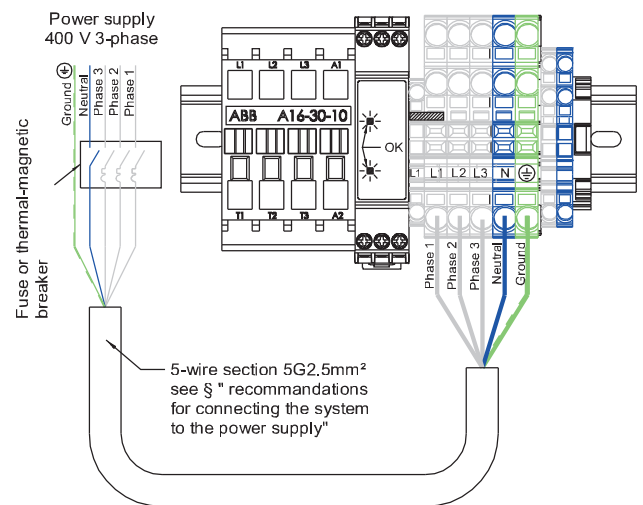 Power supply
400 V 3-phase
Ground
Neutral
Phase 3
Phase 2
Phase 1
Fuse or thermal-magnetic
breaker
L1 L2 L3 A1
ABB A16-30-10
T1 T2 T3 A2
OK
L1 L1 L2 L3 N
Phase 1
Phase 2
Phase 3
Neutral
Ground
5-wire section 5G2.5mm²
see § " recommandations
for connecting the system
to the power supply"